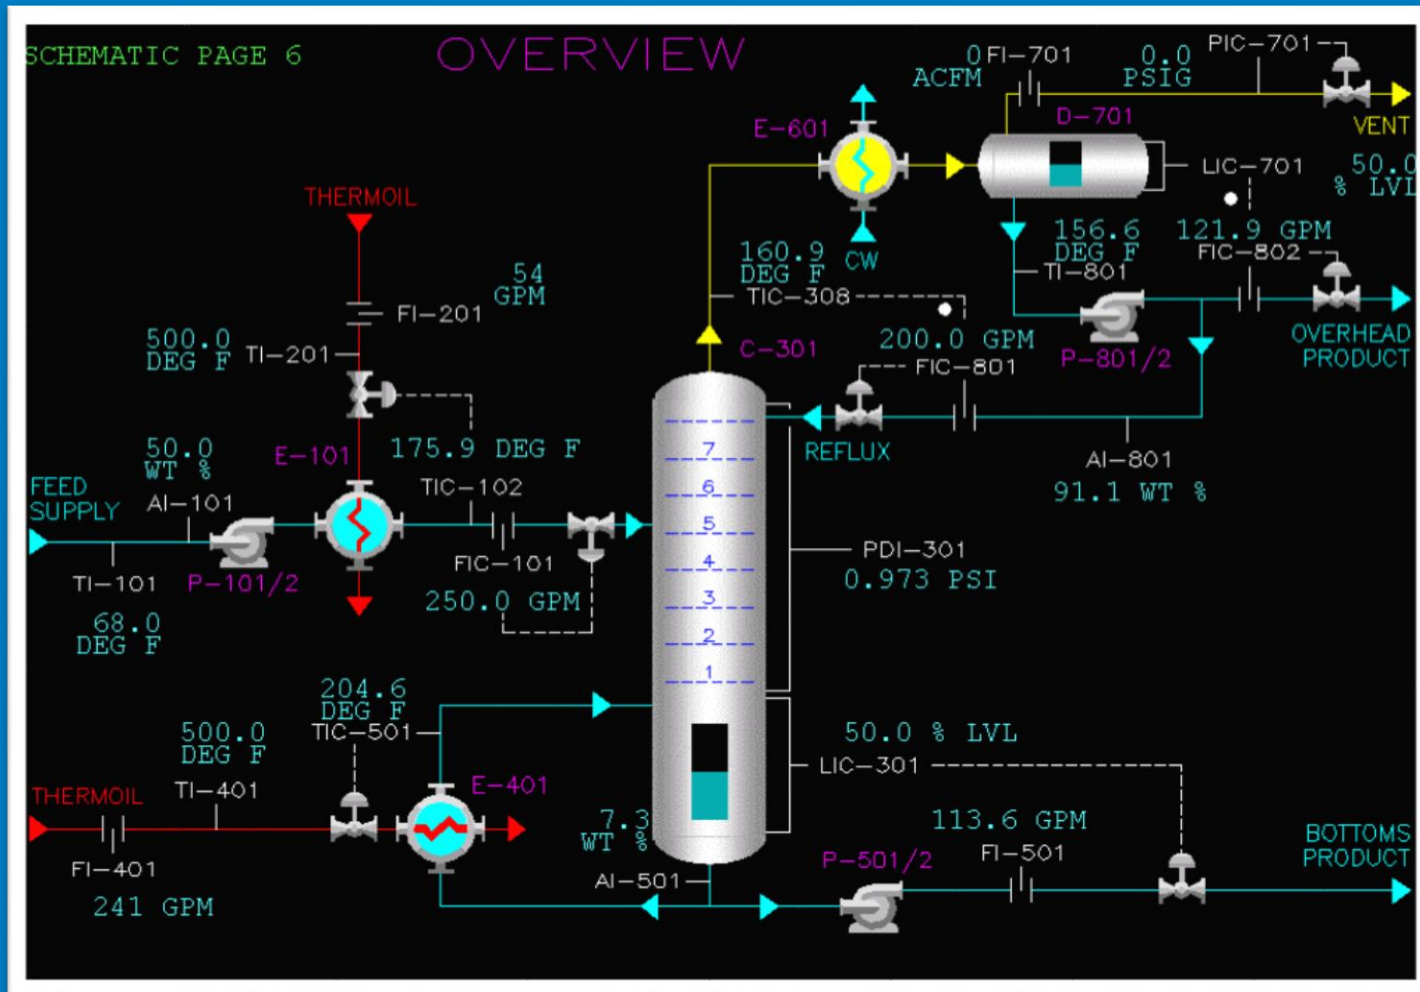 SCHEMATIC PAGE 6
OVERVIEW
0
ACFM
FI-701
0.0
PSIG
PIC-701
VENT
E-601
D-701
LIC-701
50.0
% LVL
THERMOIL
CW
160.9
DEG F
TIC-308
156.6
DEG F
TI-801
121.9 GPM
FIC-802
54
GPM
FI-201
500.0
DEG F
TI-201
C-301
200.0 GPM
FIC-801
P-801/2
OVERHEAD
PRODUCT
REFLUX
AI-801
91.1 WT %
50.0
WT %
E-101
175.9 DEG F
TIC-102
FEED
SUPPLY
AI-101
TI-101
P-101/2
FIC-101
250.0 GPM
68.0
DEG F
7
6
5
4
3
2
1
PDI-301
0.973 PSI
204.6
DEG F
TIC-501
500.0
DEG F
TI-401
E-401
THERMOIL
FI-401
241 GPM
50.0 % LVL
LIC-301
7.3
WT %
AI-501
113.6 GPM
FI-501
P-501/2
BOTTOMS
PRODUCT